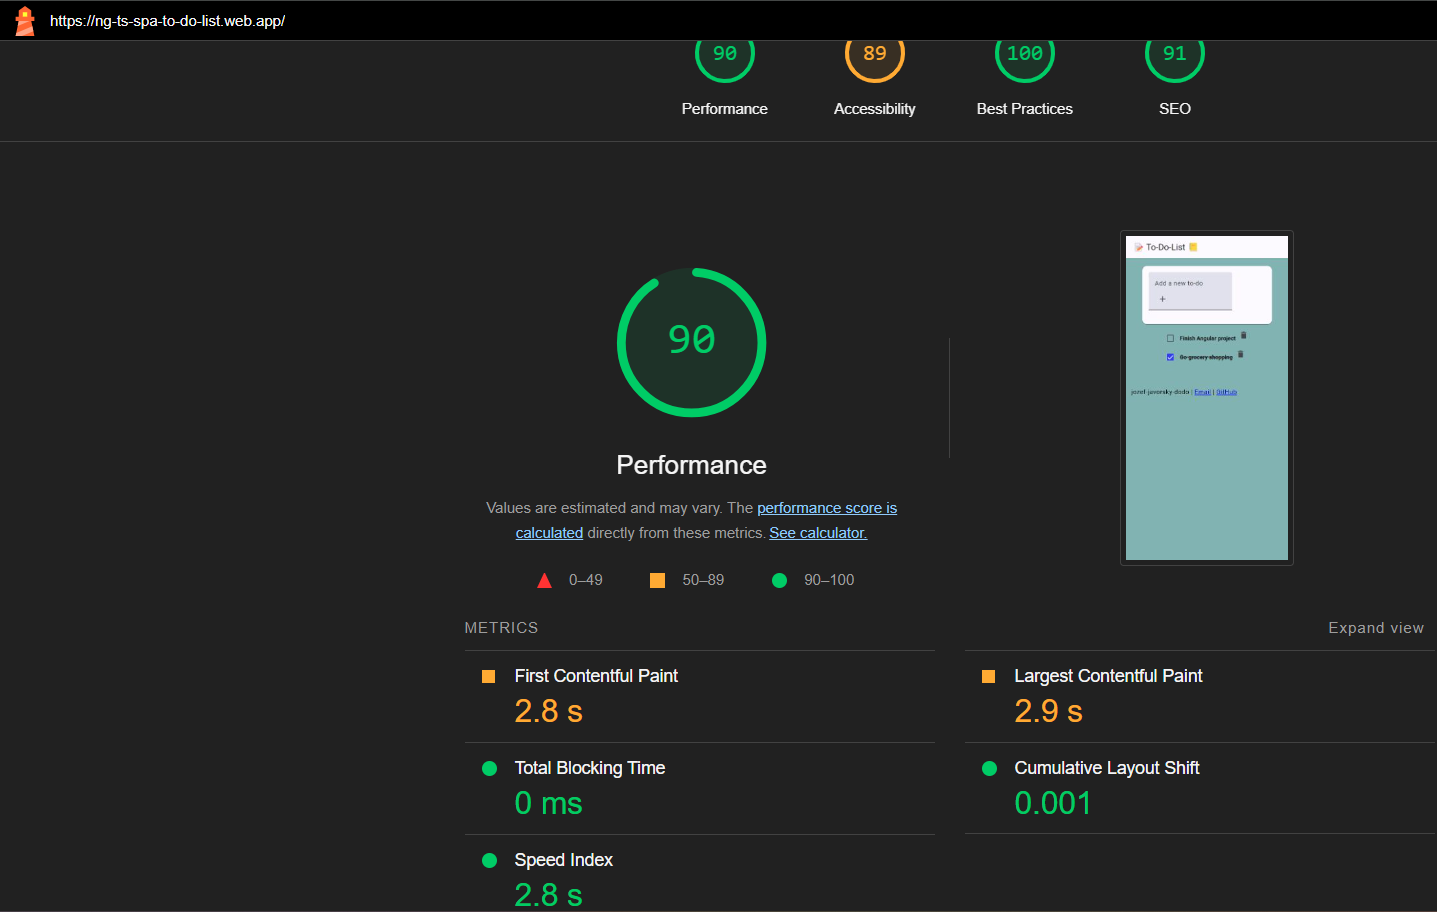 https://ng-ts-spa-to-do-list.web.app/
90 89 100 91
Performance Accessibility Best Practices SEO
90
Performance
Values are estimated and may vary. The performance score is
calculated directly from these metrics. See calculator.
0–49 50–89 90–100
To-Do-List
Add a new to-do
+
Finish Angular project
Go grocery shopping
jozef-javorsky-dodo | Email | GitHub
METRICS
Expand view
First Contentful Paint
2.8 s
Largest Contentful Paint
2.9 s
Total Blocking Time
0 ms
Cumulative Layout Shift
0.001
Speed Index
2.8 s